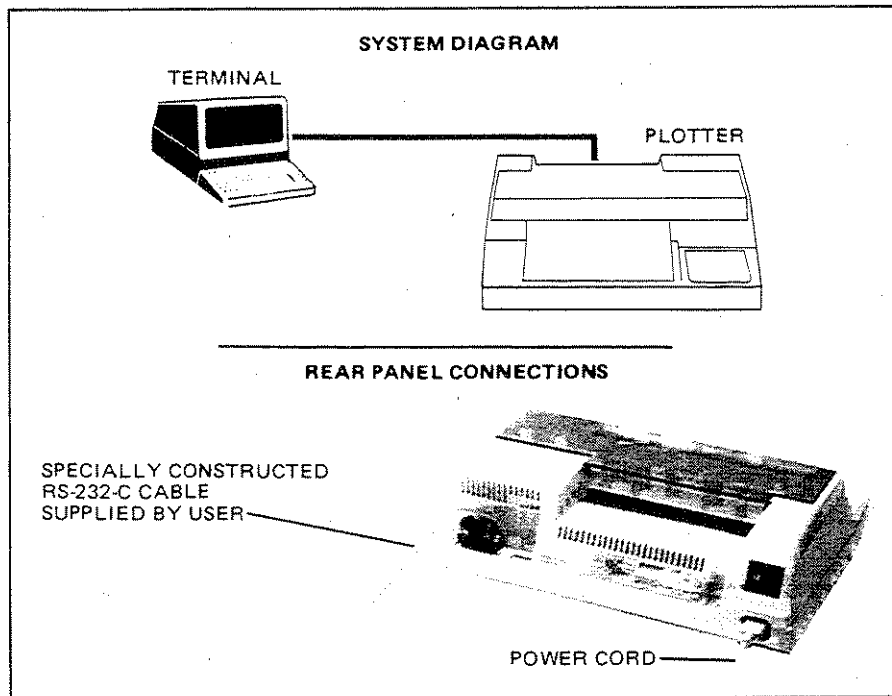 SYSTEM DIAGRAM
TERMINAL
PLOTTER
REAR PANEL CONNECTIONS
SPECIALLY CONSTRUCTED
RS-232-C CABLE
SUPPLIED BY USER
POWER CORD